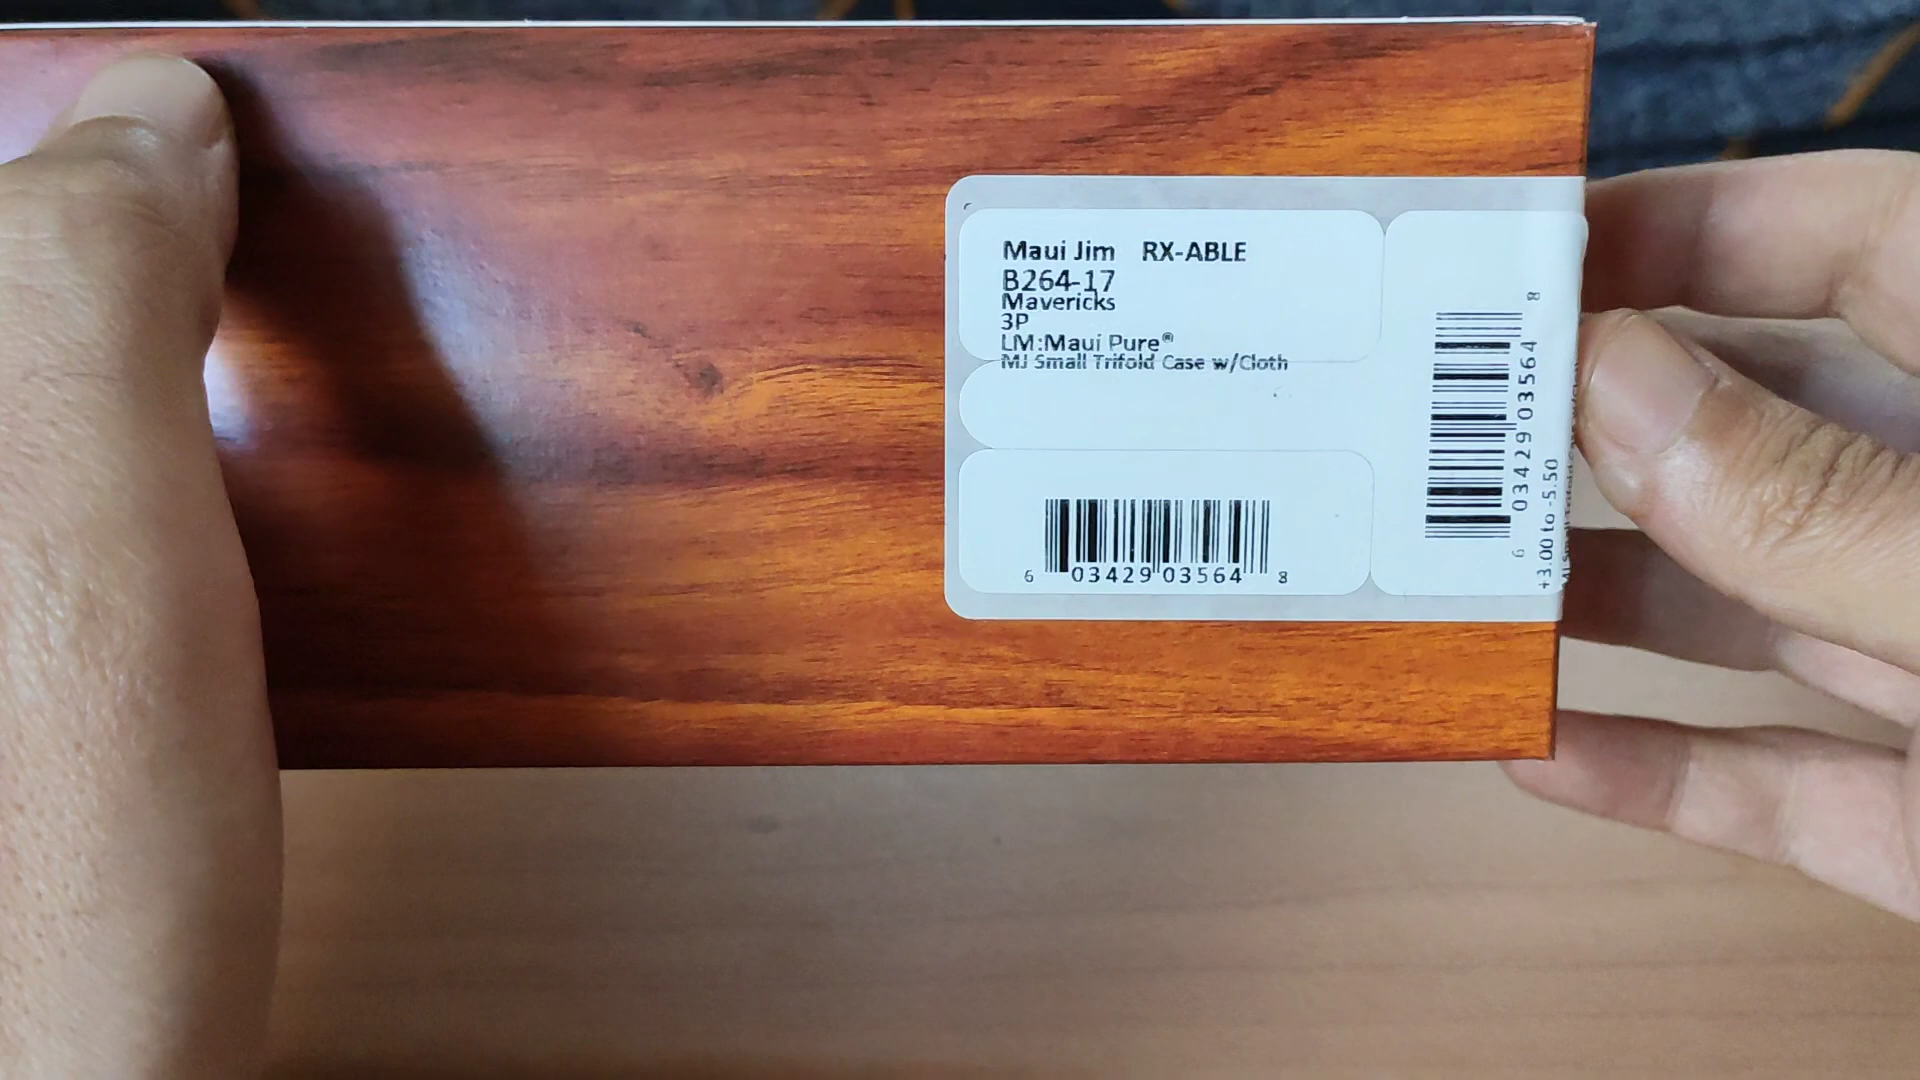 Maui Jim RX-ABLE
B264-17
Mavericks
3P
LM:Maui Pure®
MJ Small Trifold Case w/Cloth
6 03429 03564 8
6 03429 03564 8
+3.00 to -5.50